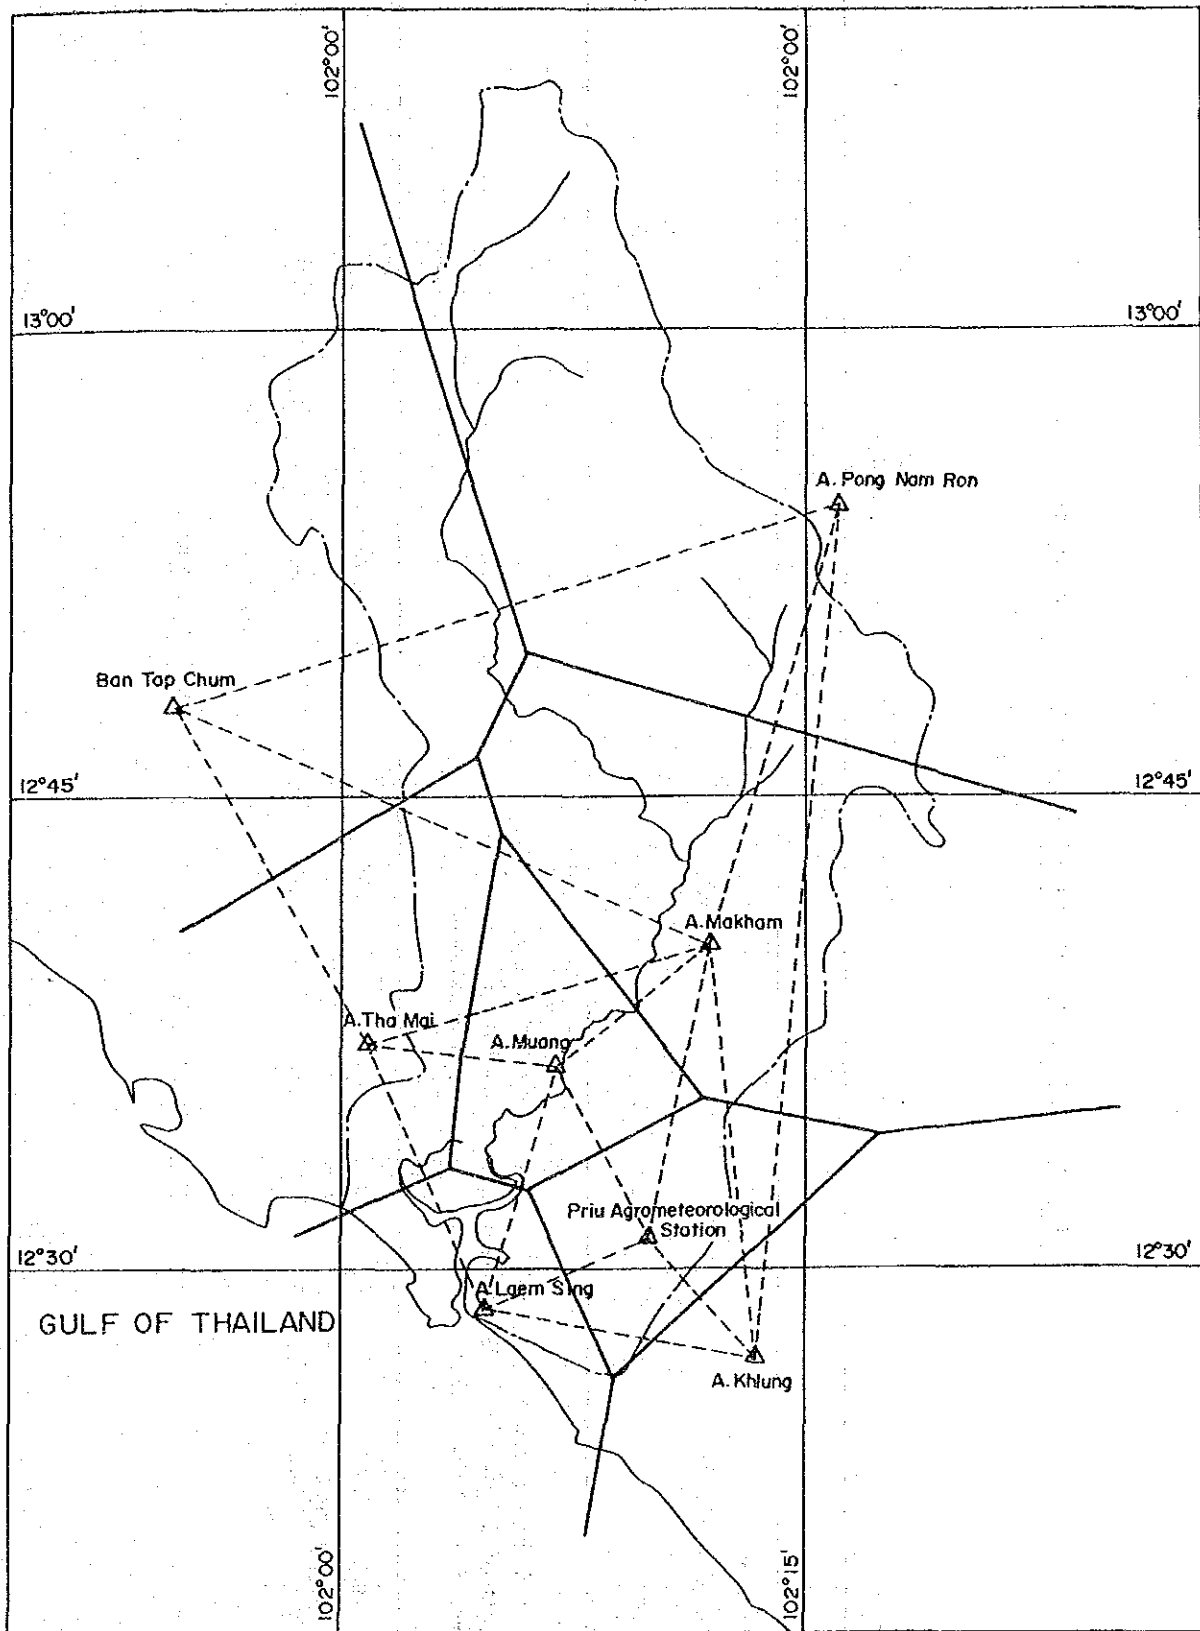 102°00'
102°00'
13°00'
13°00'
A. Pong Nam Ron
Ban Tap Chum
12°45'
12°45'
A. Makham
A. Tha Mai
A. Muang
Priu Agrometeorological
Station
12°30'
12°30'
A. Laem Sing
GULF OF THAILAND
A. Khlung
102°00'
102°15'